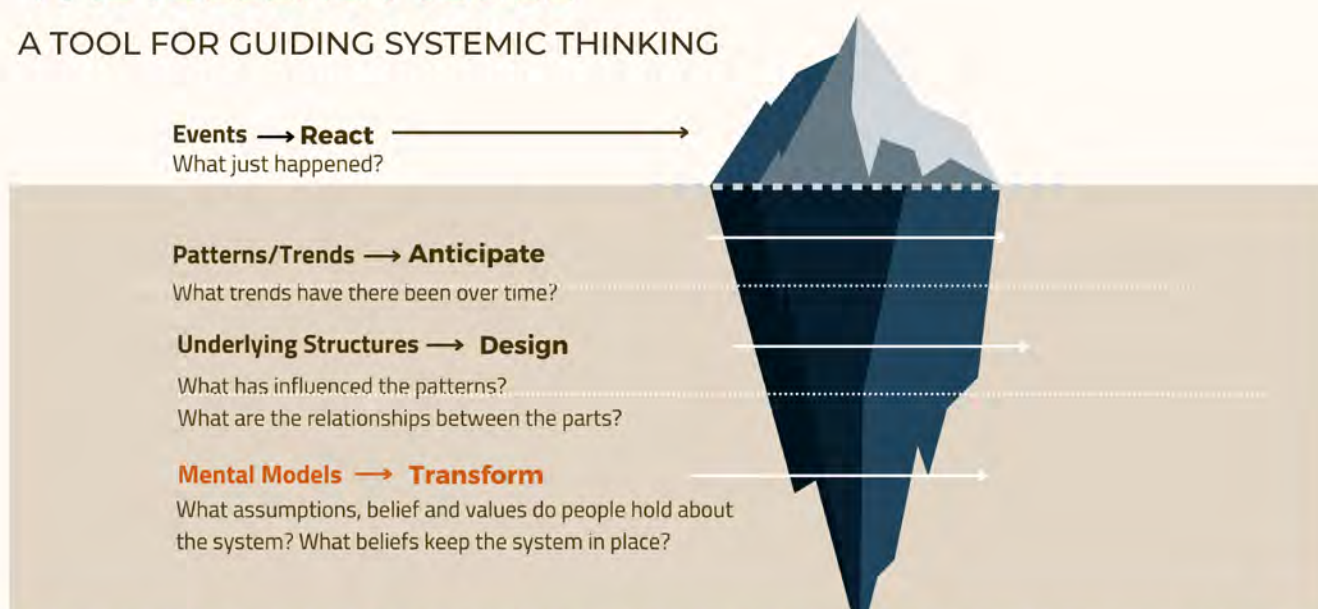 A TOOL FOR GUIDING SYSTEMIC THINKING
Events → React
What just happened?
Patterns/Trends → Anticipate
What trends have there been over time?
Underlying Structures → Design
What has influenced the patterns?
What are the relationships between the parts?
Mental Models → Transform
What assumptions, belief and values do people hold about
the system? What beliefs keep the system in place?